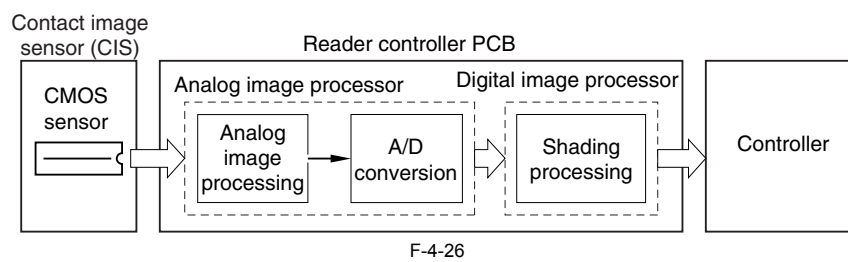 Contact image
sensor (CIS)
Reader controller PCB
Analog image processor
Digital image processor
CMOS
sensor
Analog
image
processing
A/D
conversion
Shading
processing
Controller
F-4-26